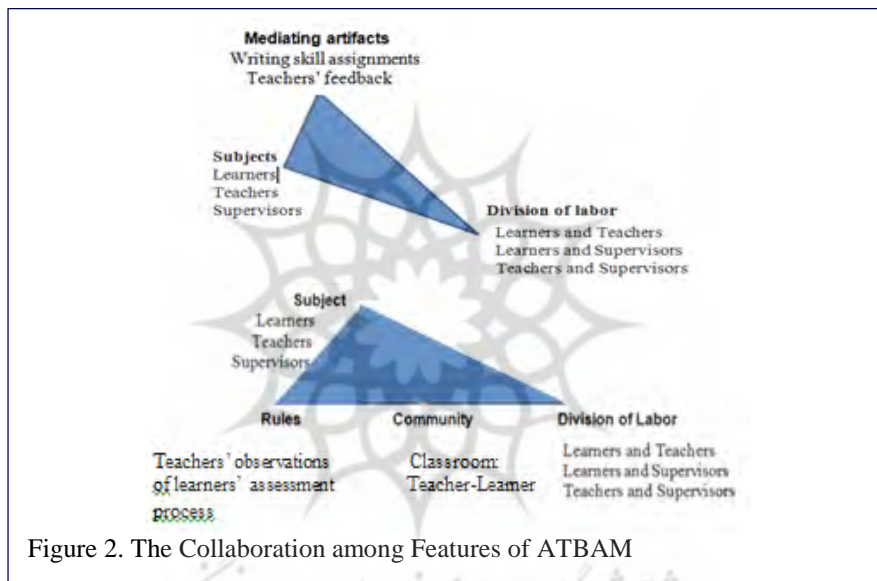 Mediating artifacts
Writing skill assignments
Teachers' feedback
Subjects
Learners
Teachers
Supervisors
Division of labor
Learners and Teachers
Learners and Supervisors
Teachers and Supervisors
Subject
Learners
Teachers
Supervisors
Rules
Community
Division of Labor
Teachers' observations
of learners' assessment
process
Classroom:
Teacher-Learner
Learners and Teachers
Learners and Supervisors
Teachers and Supervisors
Figure 2. The Collaboration among Features of ATBAM